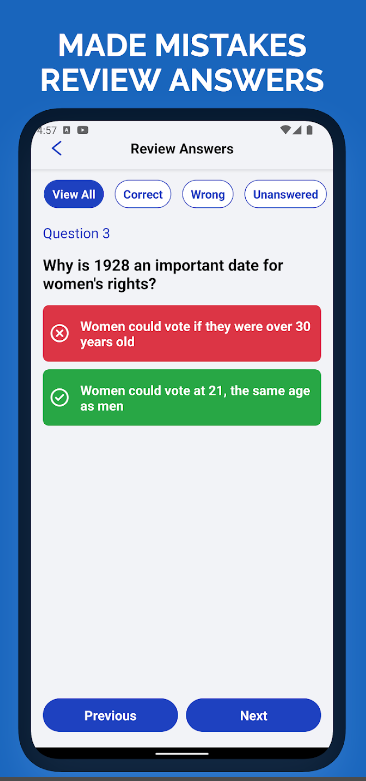 MADE MISTAKES
REVIEW ANSWERS
4:57
Review Answers
View All
Correct
Wrong
Unanswered
Question 3
Why is 1928 an important date for
women's rights?
Women could vote if they were over 30
years old
Women could vote at 21, the same age
as men
Previous
Next